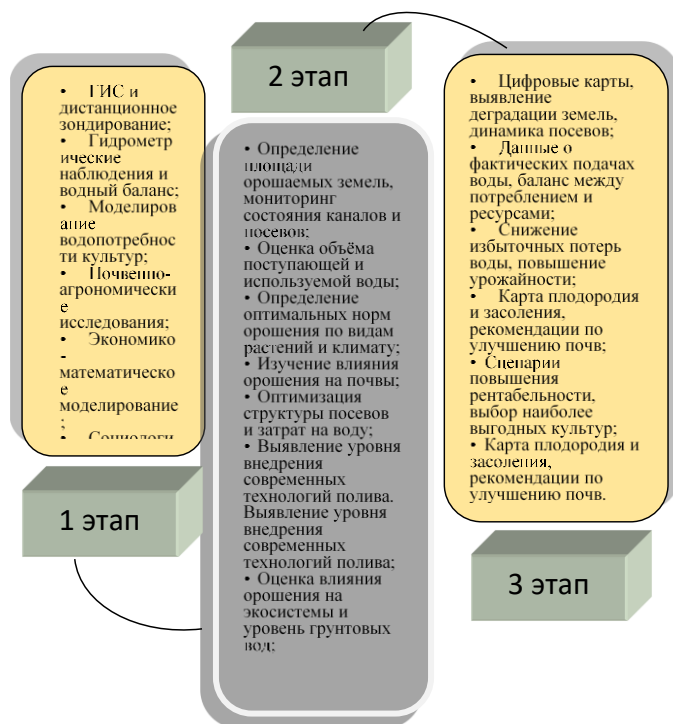 • ГИС и
дистанционное
зондирование;
• Гидрометр
ические
наблюдения и
водный баланс;
• Моделиров
ание
водопотребнос
ти культур;
• Почвенно-
агрономически
е
исследования;
• Экономико
-
математическо
е
моделирование
;
• Социологи
1 этап
2 этап
• Определение
площади
орошаемых земель,
мониторинг
состояния каналов и
посевов;
• Оценка объёма
поступающей и
используемой воды;
• Определение
оптимальных норм
орошения по видам
растений и климату;
• Изучение влияния
орошения на почвы;
• Оптимизация
структуры посевов
и затрат на воду;
• Выявление уровня
внедрения
современных
технологий полива.
Выявление уровня
внедрения
современных
технологий полива;
• Оценка влияния
орошения на
экосистемы и
уровень грунтовых
вод;
• Цифровые карты,
выявление
деградации земель,
динамика посевов;
• Данные о
фактических подачах
воды, баланс между
потреблением и
ресурсами;
• Снижение
избыточных потерь
воды, повышение
урожайности;
• Карта плодородия
и засоления,
рекомендации по
улучшению почв;
• Сценарии
повышения
рентабельности,
выбор наиболее
выгодных культур;
• Карта плодородия и
засоления,
рекомендации по
улучшению почв.
3 этап